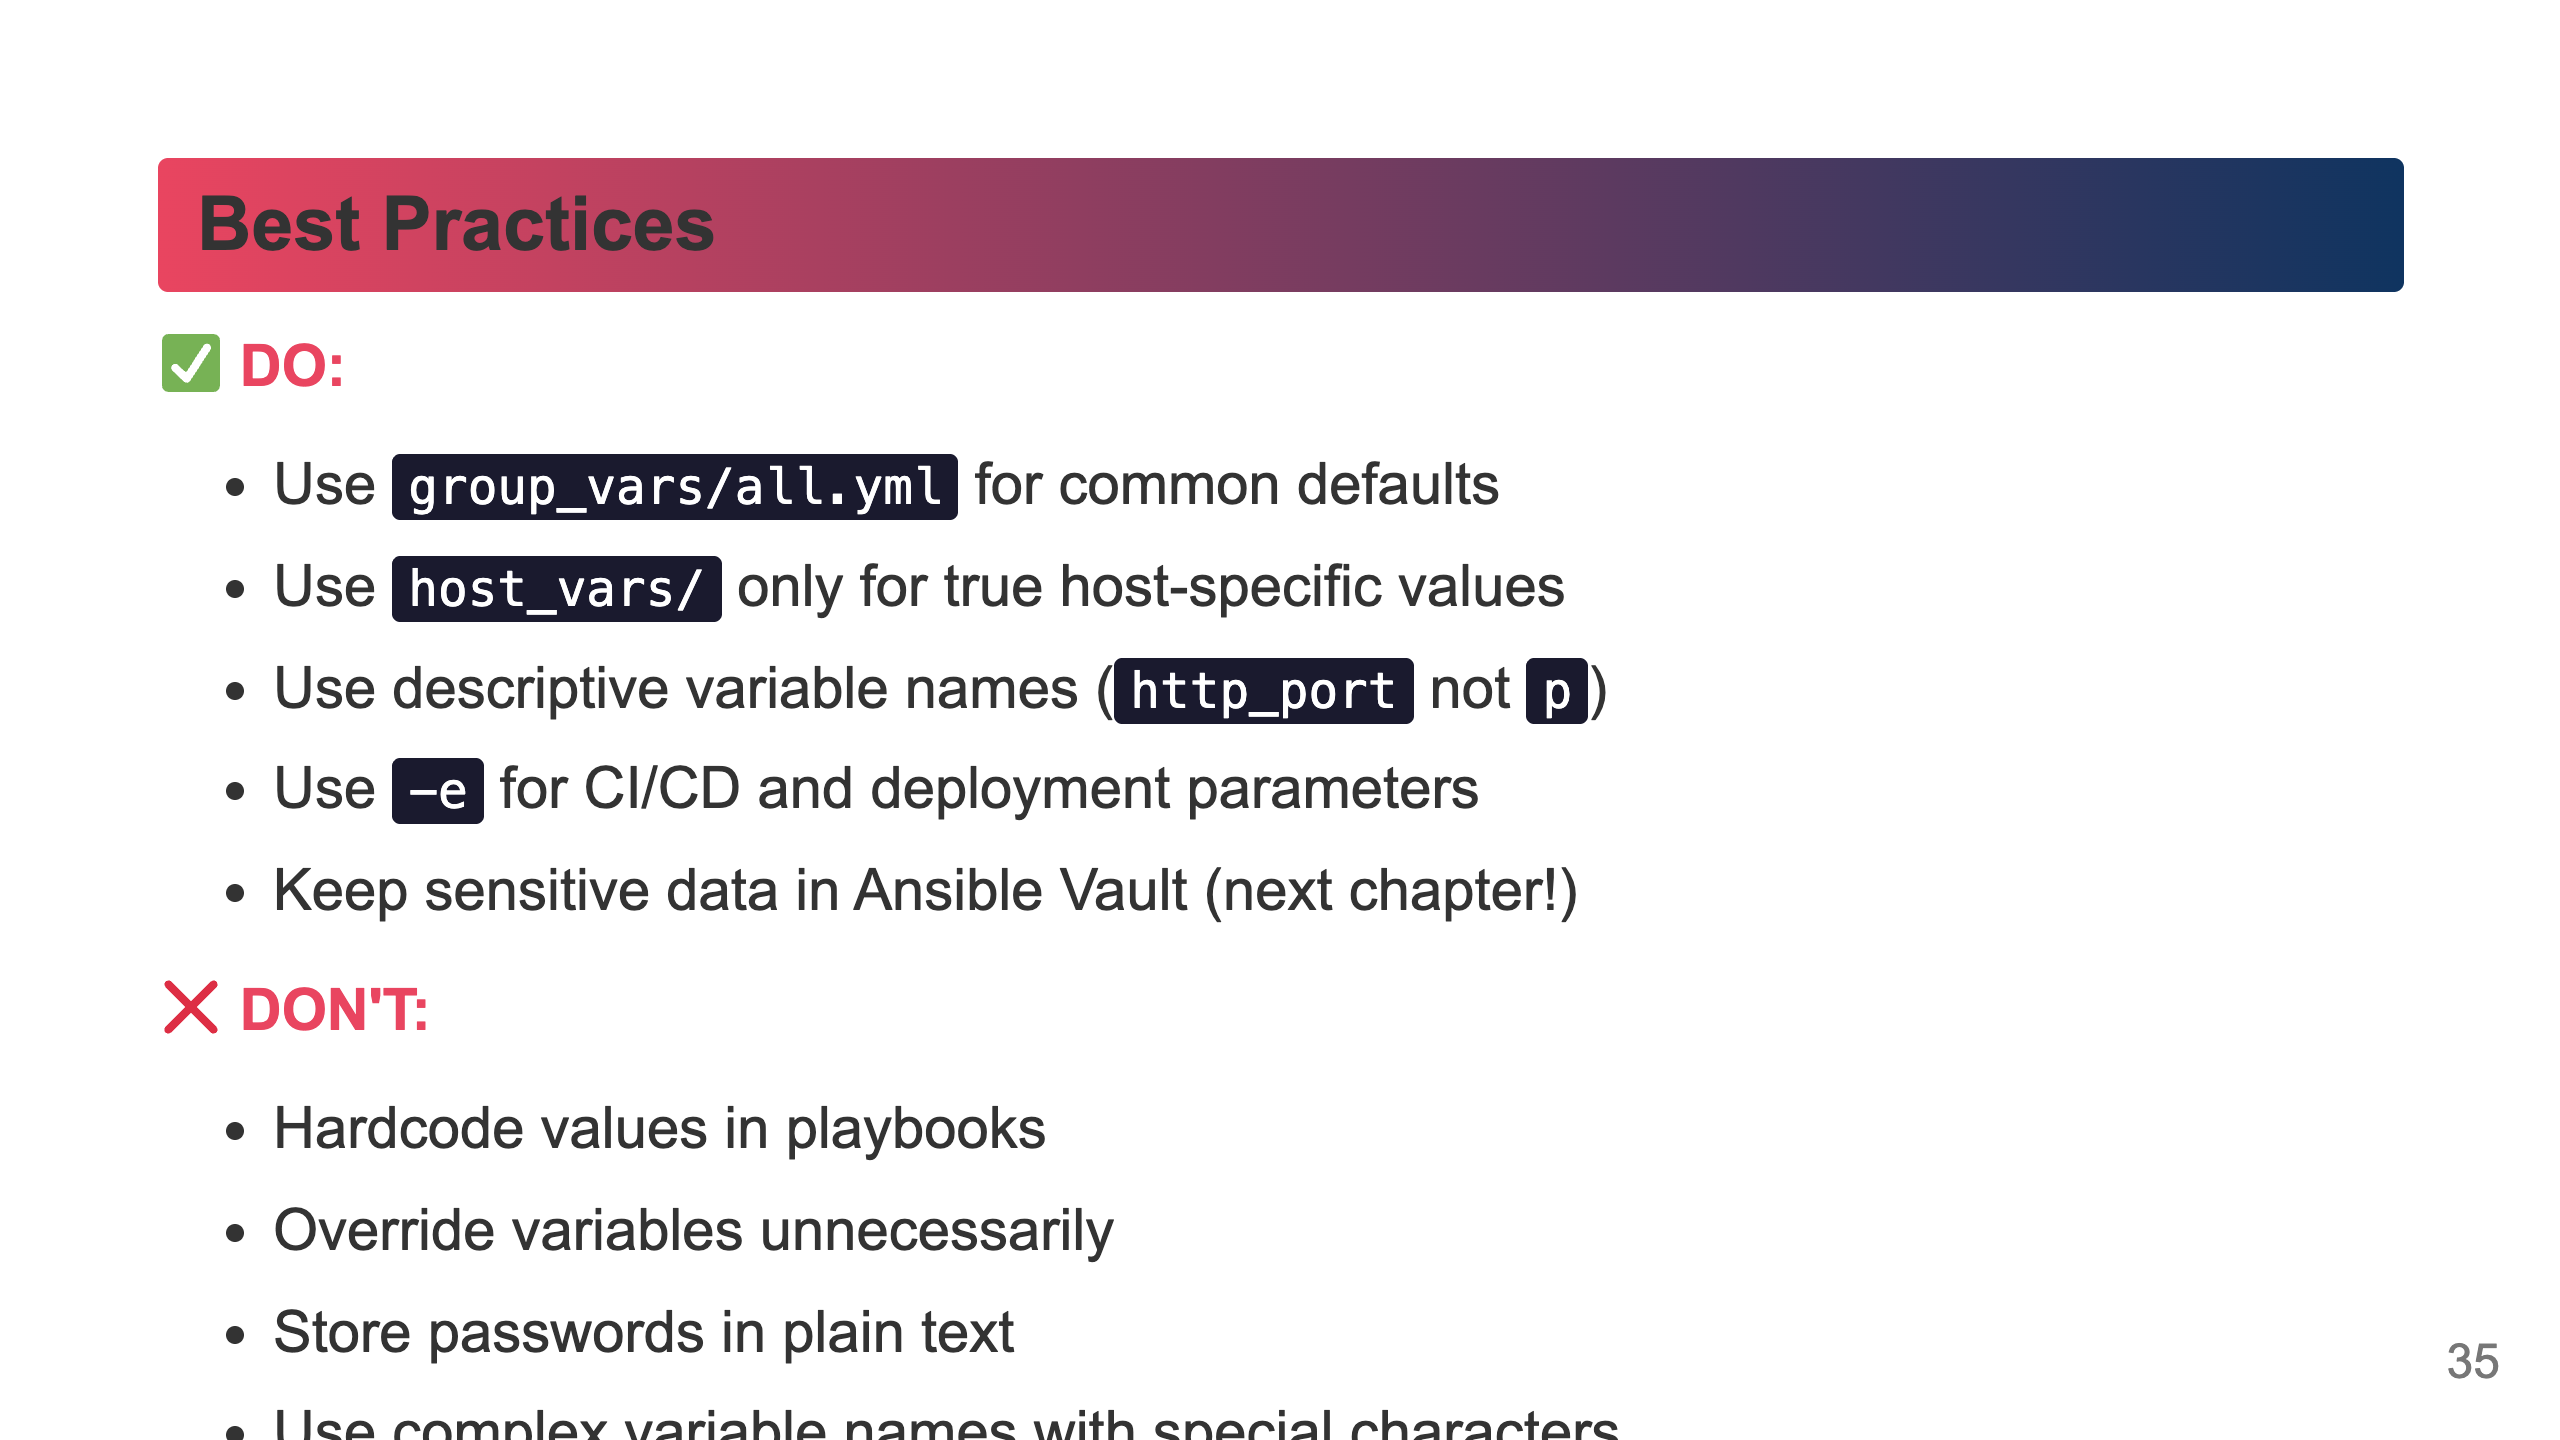 Best Practices
✅ DO:
• Use group_vars/all.yml for common defaults
• Use host_vars/ only for true host-specific values
• Use descriptive variable names (http_port not p)
• Use -e for CI/CD and deployment parameters
• Keep sensitive data in Ansible Vault (next chapter!)
❌ DON'T:
• Hardcode values in playbooks
• Override variables unnecessarily
• Store passwords in plain text
• Use complex variable names with special characters
35